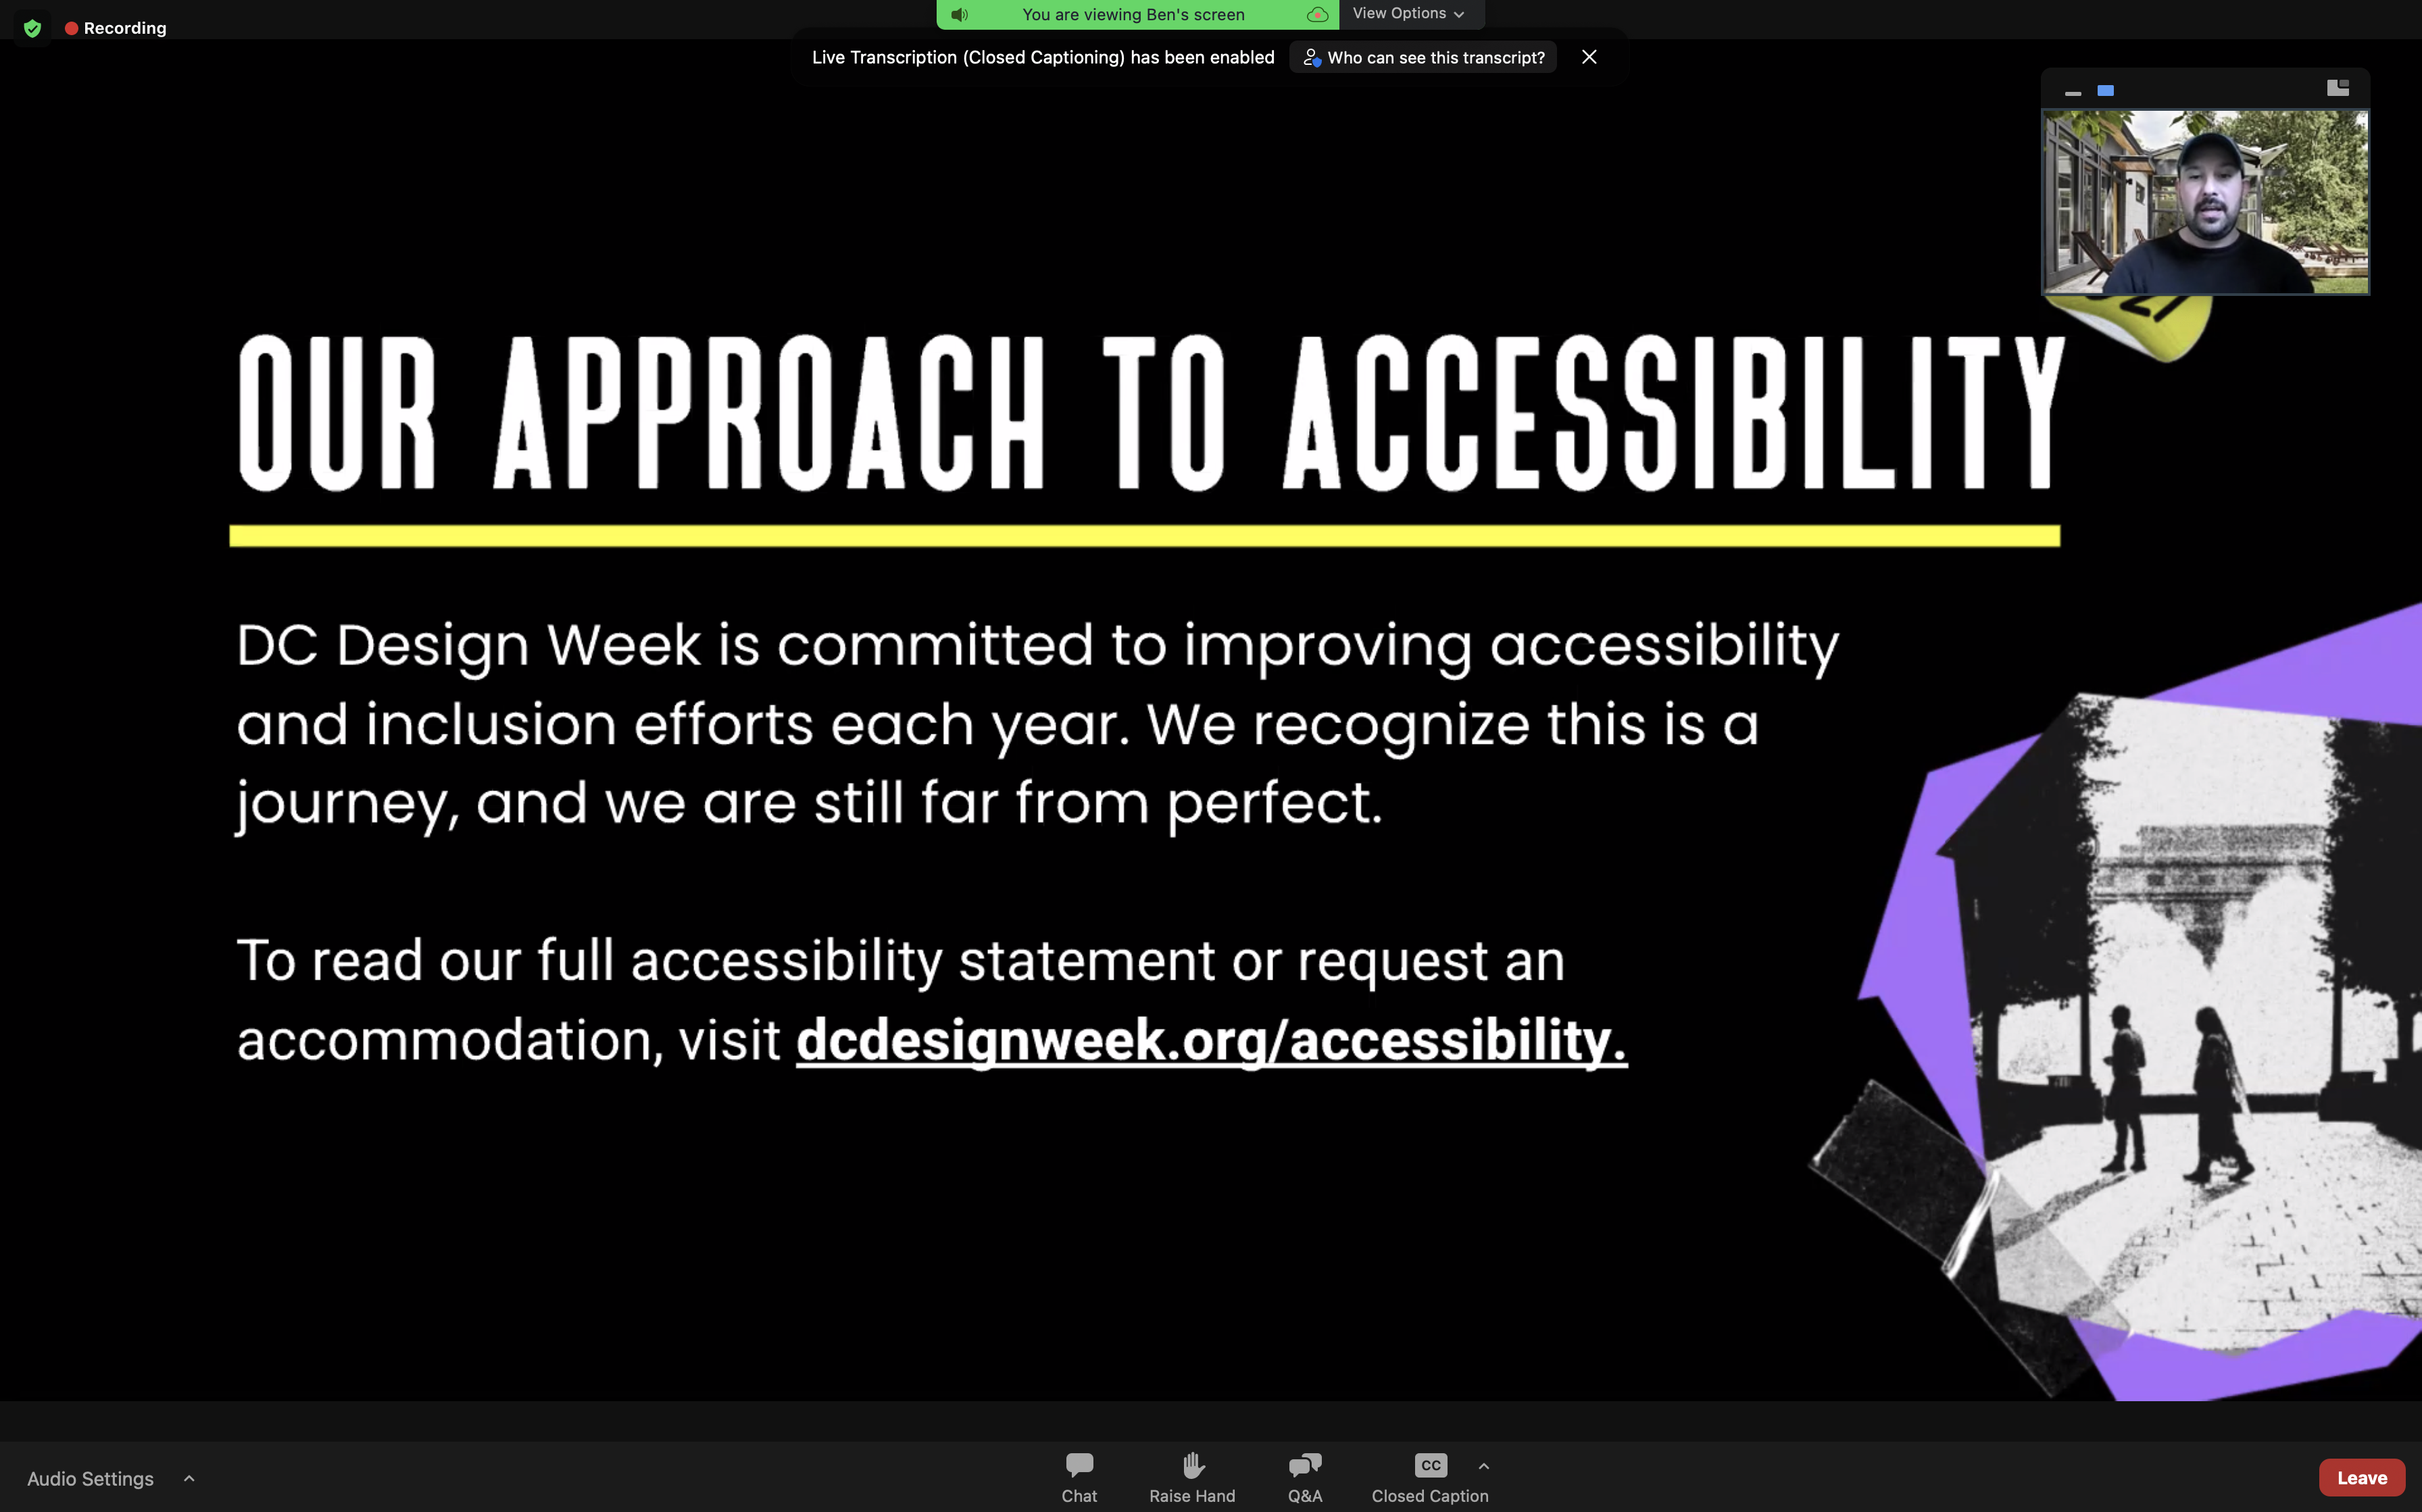 Recording
You are viewing Ben's screen
View Options
Live Transcription (Closed Captioning) has been enabled
Who can see this transcript?
OUR APPROACH TO ACCESSIBILITY
DC Design Week is committed to improving accessibility
and inclusion efforts each year. We recognize this is a
journey, and we are still far from perfect.
To read our full accessibility statement or request an
accommodation, visit dcdesignweek.org/accessibility.
Audio Settings
Chat
Raise Hand
Q&A
CC
Closed Caption
Leave